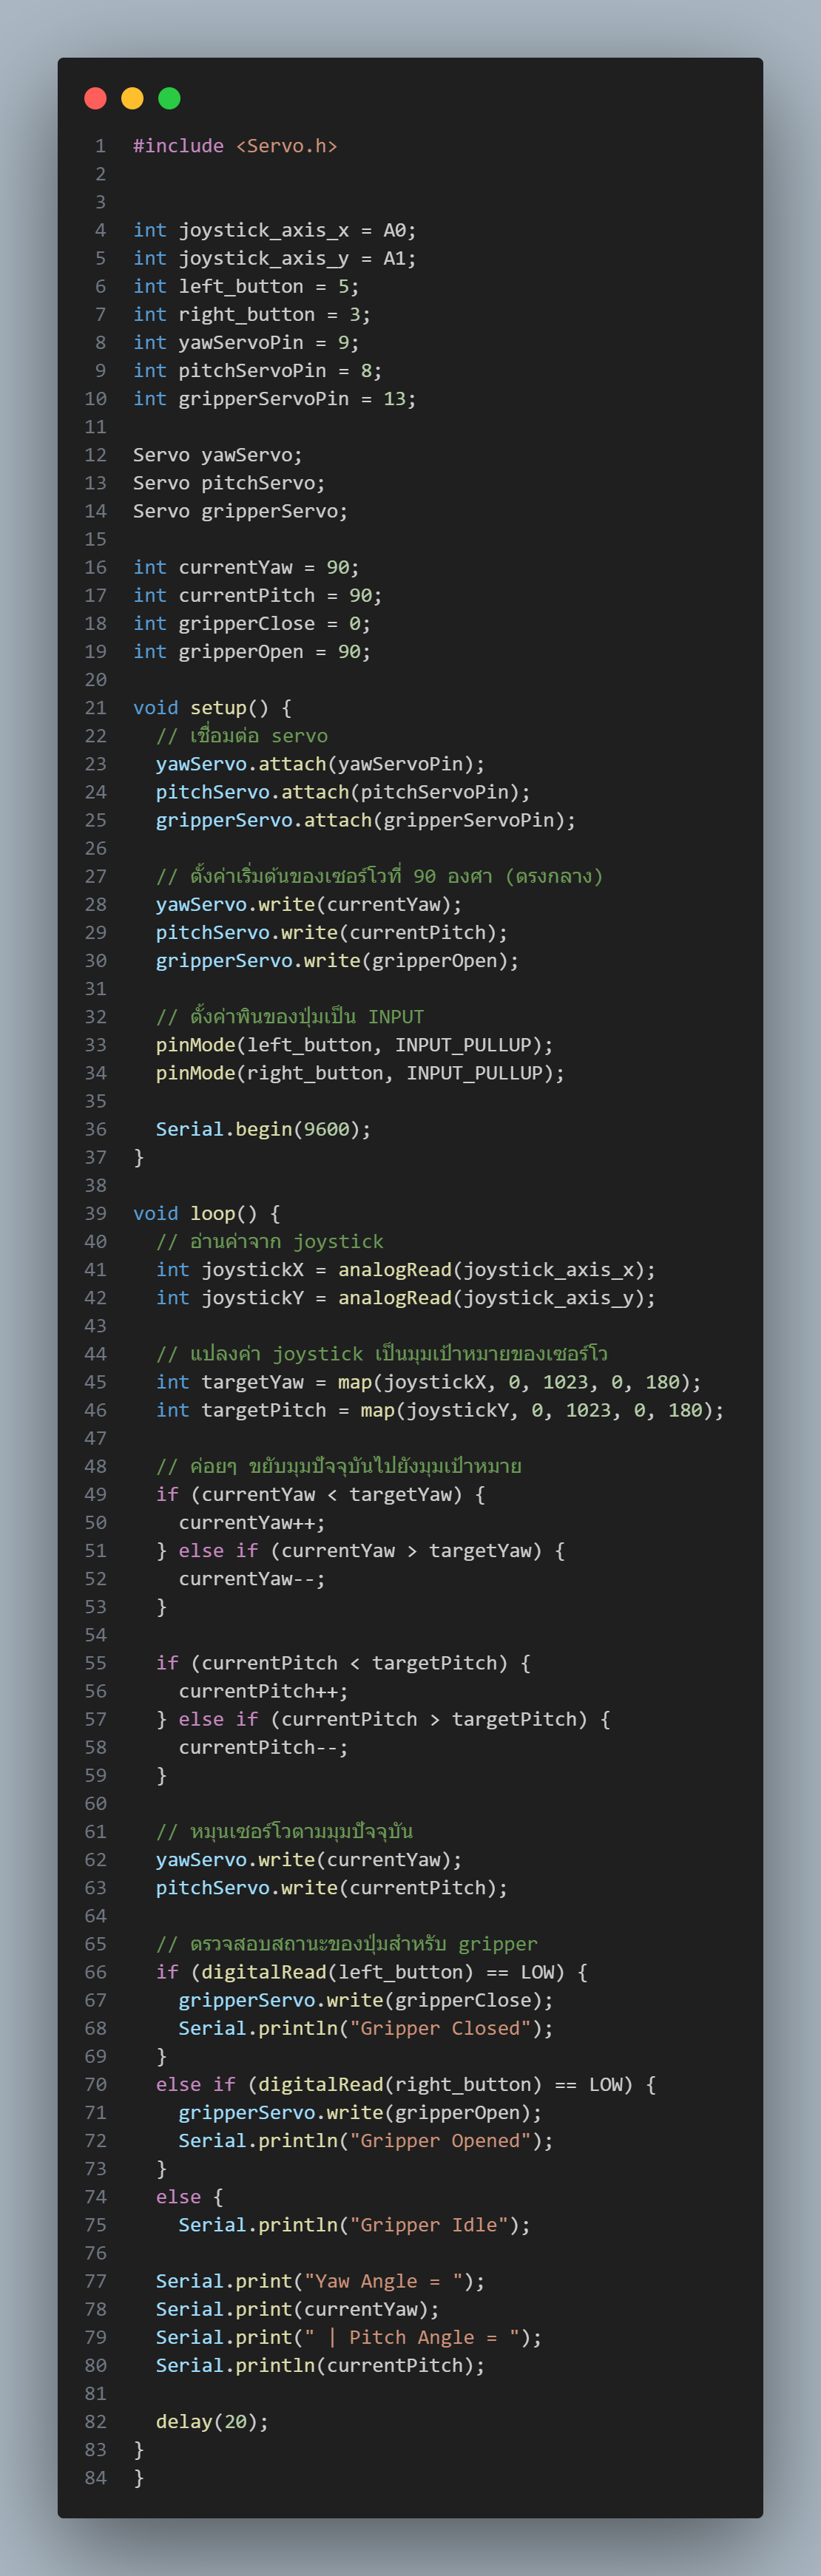 1 #include <Servo.h>
2
3
4 int joystick_axis_x = A0;
5 int joystick_axis_y = A1;
6 int left_button = 5;
7 int right_button = 3;
8 int yawServoPin = 9;
9 int pitchServoPin = 8;
10 int gripperServoPin = 13;
11
12 Servo yawServo;
13 Servo pitchServo;
14 Servo gripperServo;
15
16 int currentYaw = 90;
17 int currentPitch = 90;
18 int gripperClose = 0;
19 int gripperOpen = 90;
20
21 void setup() {
22   // เชื่อมต่อ servo
23   yawServo.attach(yawServoPin);
24   pitchServo.attach(pitchServoPin);
25   gripperServo.attach(gripperServoPin);
26
27   // ตั้งค่าเริ่มต้นของเซอร์โวที่ 90 องศา (ตรงกลาง)
28   yawServo.write(currentYaw);
29   pitchServo.write(currentPitch);
30   gripperServo.write(gripperOpen);
31
32   // ตั้งค่าพินของปุ่มเป็น INPUT
33   pinMode(left_button, INPUT_PULLUP);
34   pinMode(right_button, INPUT_PULLUP);
35
36   Serial.begin(9600);
37 }
38
39 void loop() {
40   // อ่านค่าจาก joystick
41   int joystickX = analogRead(joystick_axis_x);
42   int joystickY = analogRead(joystick_axis_y);
43
44   // แปลงค่า joystick เป็นมุมเป้าหมายของเซอร์โว
45   int targetYaw = map(joystickX, 0, 1023, 0, 180);
46   int targetPitch = map(joystickY, 0, 1023, 0, 180);
47
48   // ค่อยๆ ขยับมุมปัจจุบันไปยังมุมเป้าหมาย
49   if (currentYaw < targetYaw) {
50     currentYaw++;
51   } else if (currentYaw > targetYaw) {
52     currentYaw--;
53   }
54
55   if (currentPitch < targetPitch) {
56     currentPitch++;
57   } else if (currentPitch > targetPitch) {
58     currentPitch--;
59   }
60
61   // หมุนเซอร์โวตามมุมปัจจุบัน
62   yawServo.write(currentYaw);
63   pitchServo.write(currentPitch);
64
65   // ตรวจสอบสถานะของปุ่มสำหรับ gripper
66   if (digitalRead(left_button) == LOW) {
67     gripperServo.write(gripperClose);
68     Serial.println("Gripper Closed");
69   }
70   else if (digitalRead(right_button) == LOW) {
71     gripperServo.write(gripperOpen);
72     Serial.println("Gripper Opened");
73   }
74   else {
75     Serial.println("Gripper Idle");
76
77   Serial.print("Yaw Angle = ");
78   Serial.print(currentYaw);
79   Serial.print(" | Pitch Angle = ");
80   Serial.println(currentPitch);
81
82   delay(20);
83 }
84 }